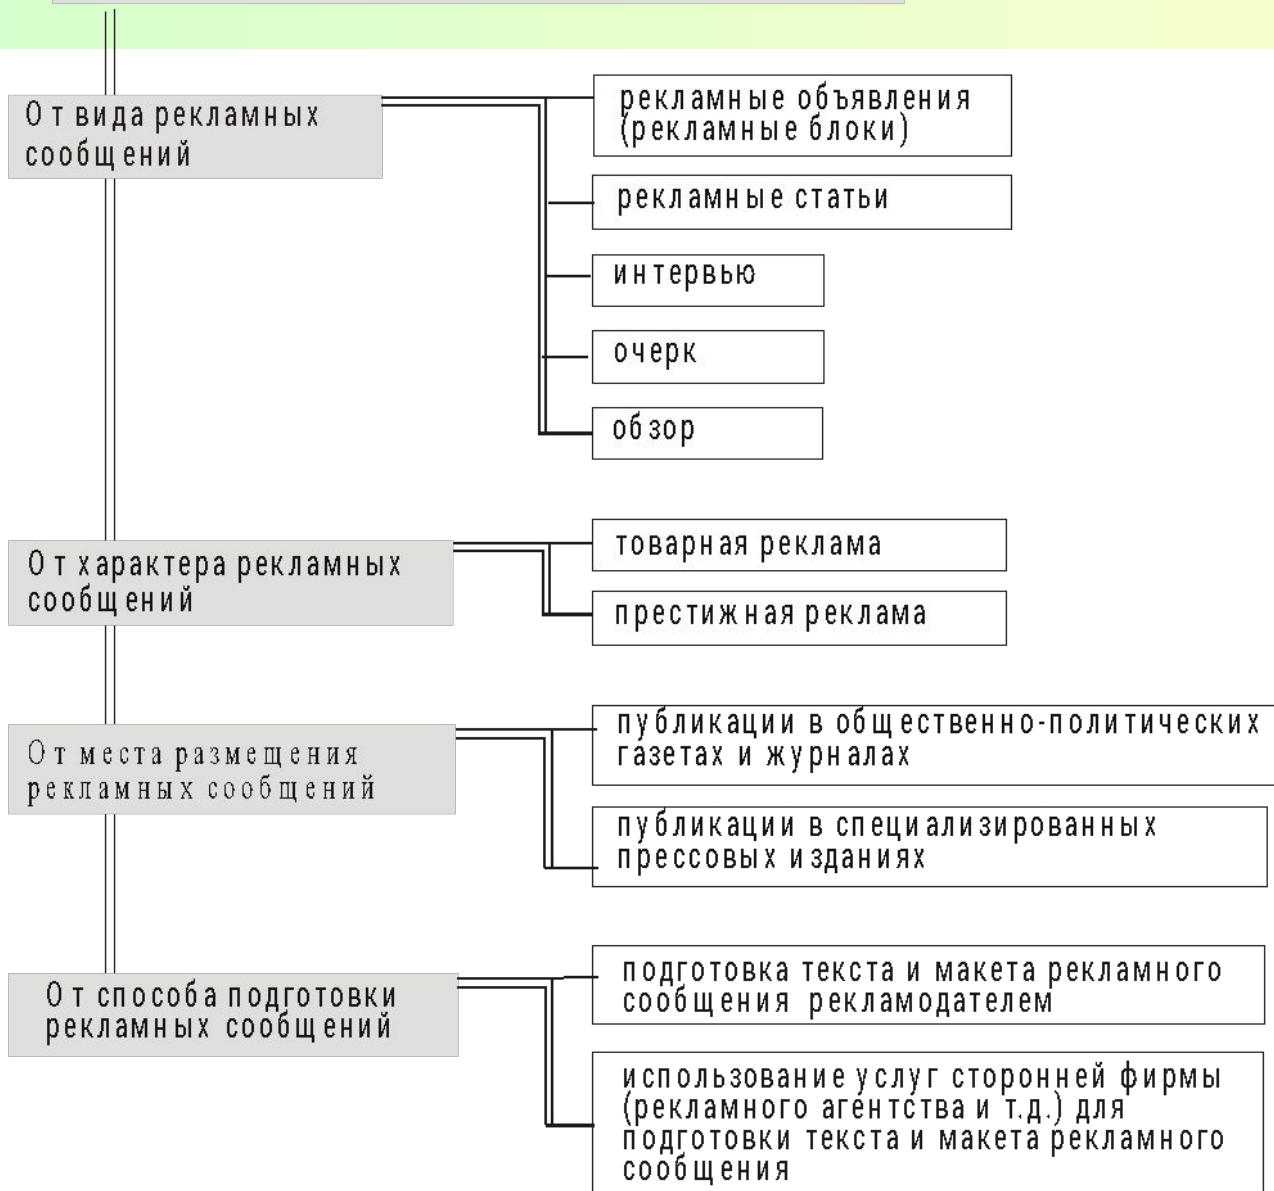 От вида рекламных
сообщений
рекламные объявления
(рекламные блоки)
рекламные статьи
интервью
очерк
обзор
От характера рекламных
сообщений
товарная реклама
престижная реклама
От места размещения
рекламных сообщений
публикации в общественно-политических
газетах и журналах
публикации в специализированных
прессовых изданиях
От способа подготовки
рекламных сообщений
подготовка текста и макета рекламного
сообщения рекламодателем
использование услуг сторонней фирмы
(рекламного агентства и т.д.) для
подготовки текста и макета рекламного
сообщения